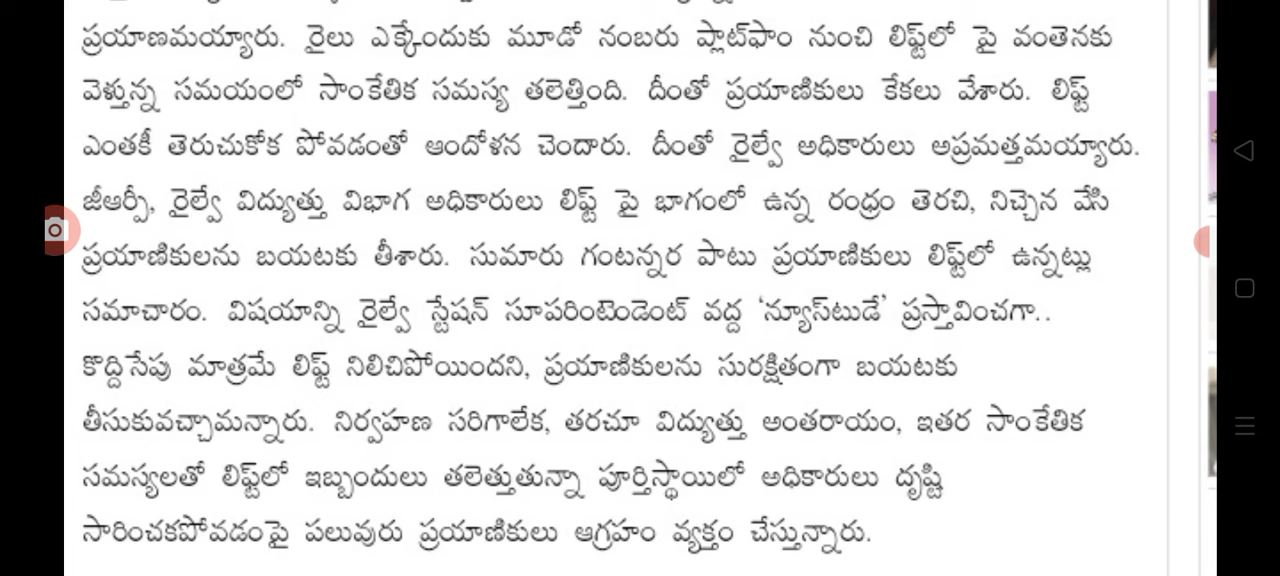 ప్రయాణమయ్యారు. రైలు ఎక్కేందుకు మూడో నంబరు ప్లాట్‌ఫాం నుంచి లిఫ్ట్‌లో పై వంతెనకు
వెళ్తున్న సమయంలో సాంకేతిక సమస్య తలెత్తింది. దీంతో ప్రయాణికులు కేకలు వేశారు. లిఫ్ట్
ఎంతకీ తెరుచుకోక పోవడంతో ఆందోళన చెందారు. దీంతో రైల్వే అధికారులు అప్రమత్తమయ్యారు.
జీఆర్పీ, రైల్వే విద్యుత్తు విభాగ అధికారులు లిఫ్ట్ పై భాగంలో ఉన్న రంధ్రం తెరచి, నిచ్చెన వేసి
ప్రయాణికులను బయటకు తీశారు. సుమారు గంటన్నర పాటు ప్రయాణికులు లిఫ్ట్‌లో ఉన్నట్లు
సమాచారం. విషయాన్ని రైల్వే స్టేషన్ సూపరింటెండెంట్ వద్ద ‘న్యూస్‌టుడే’ ప్రస్తావించగా..
కొద్దిసేపు మాత్రమే లిఫ్ట్ నిలిచిపోయిందని, ప్రయాణికులను సురక్షితంగా బయటకు
తీసుకువచ్చామన్నారు. నిర్వహణ సరిగాలేక, తరచూ విద్యుత్తు అంతరాయం, ఇతర సాంకేతిక
సమస్యలతో లిఫ్ట్‌లో ఇబ్బందులు తలెత్తుతున్నా పూర్తిస్థాయిలో అధికారులు దృష్టి
సారించకపోవడంపై పలువురు ప్రయాణికులు ఆగ్రహం వ్యక్తం చేస్తున్నారు.